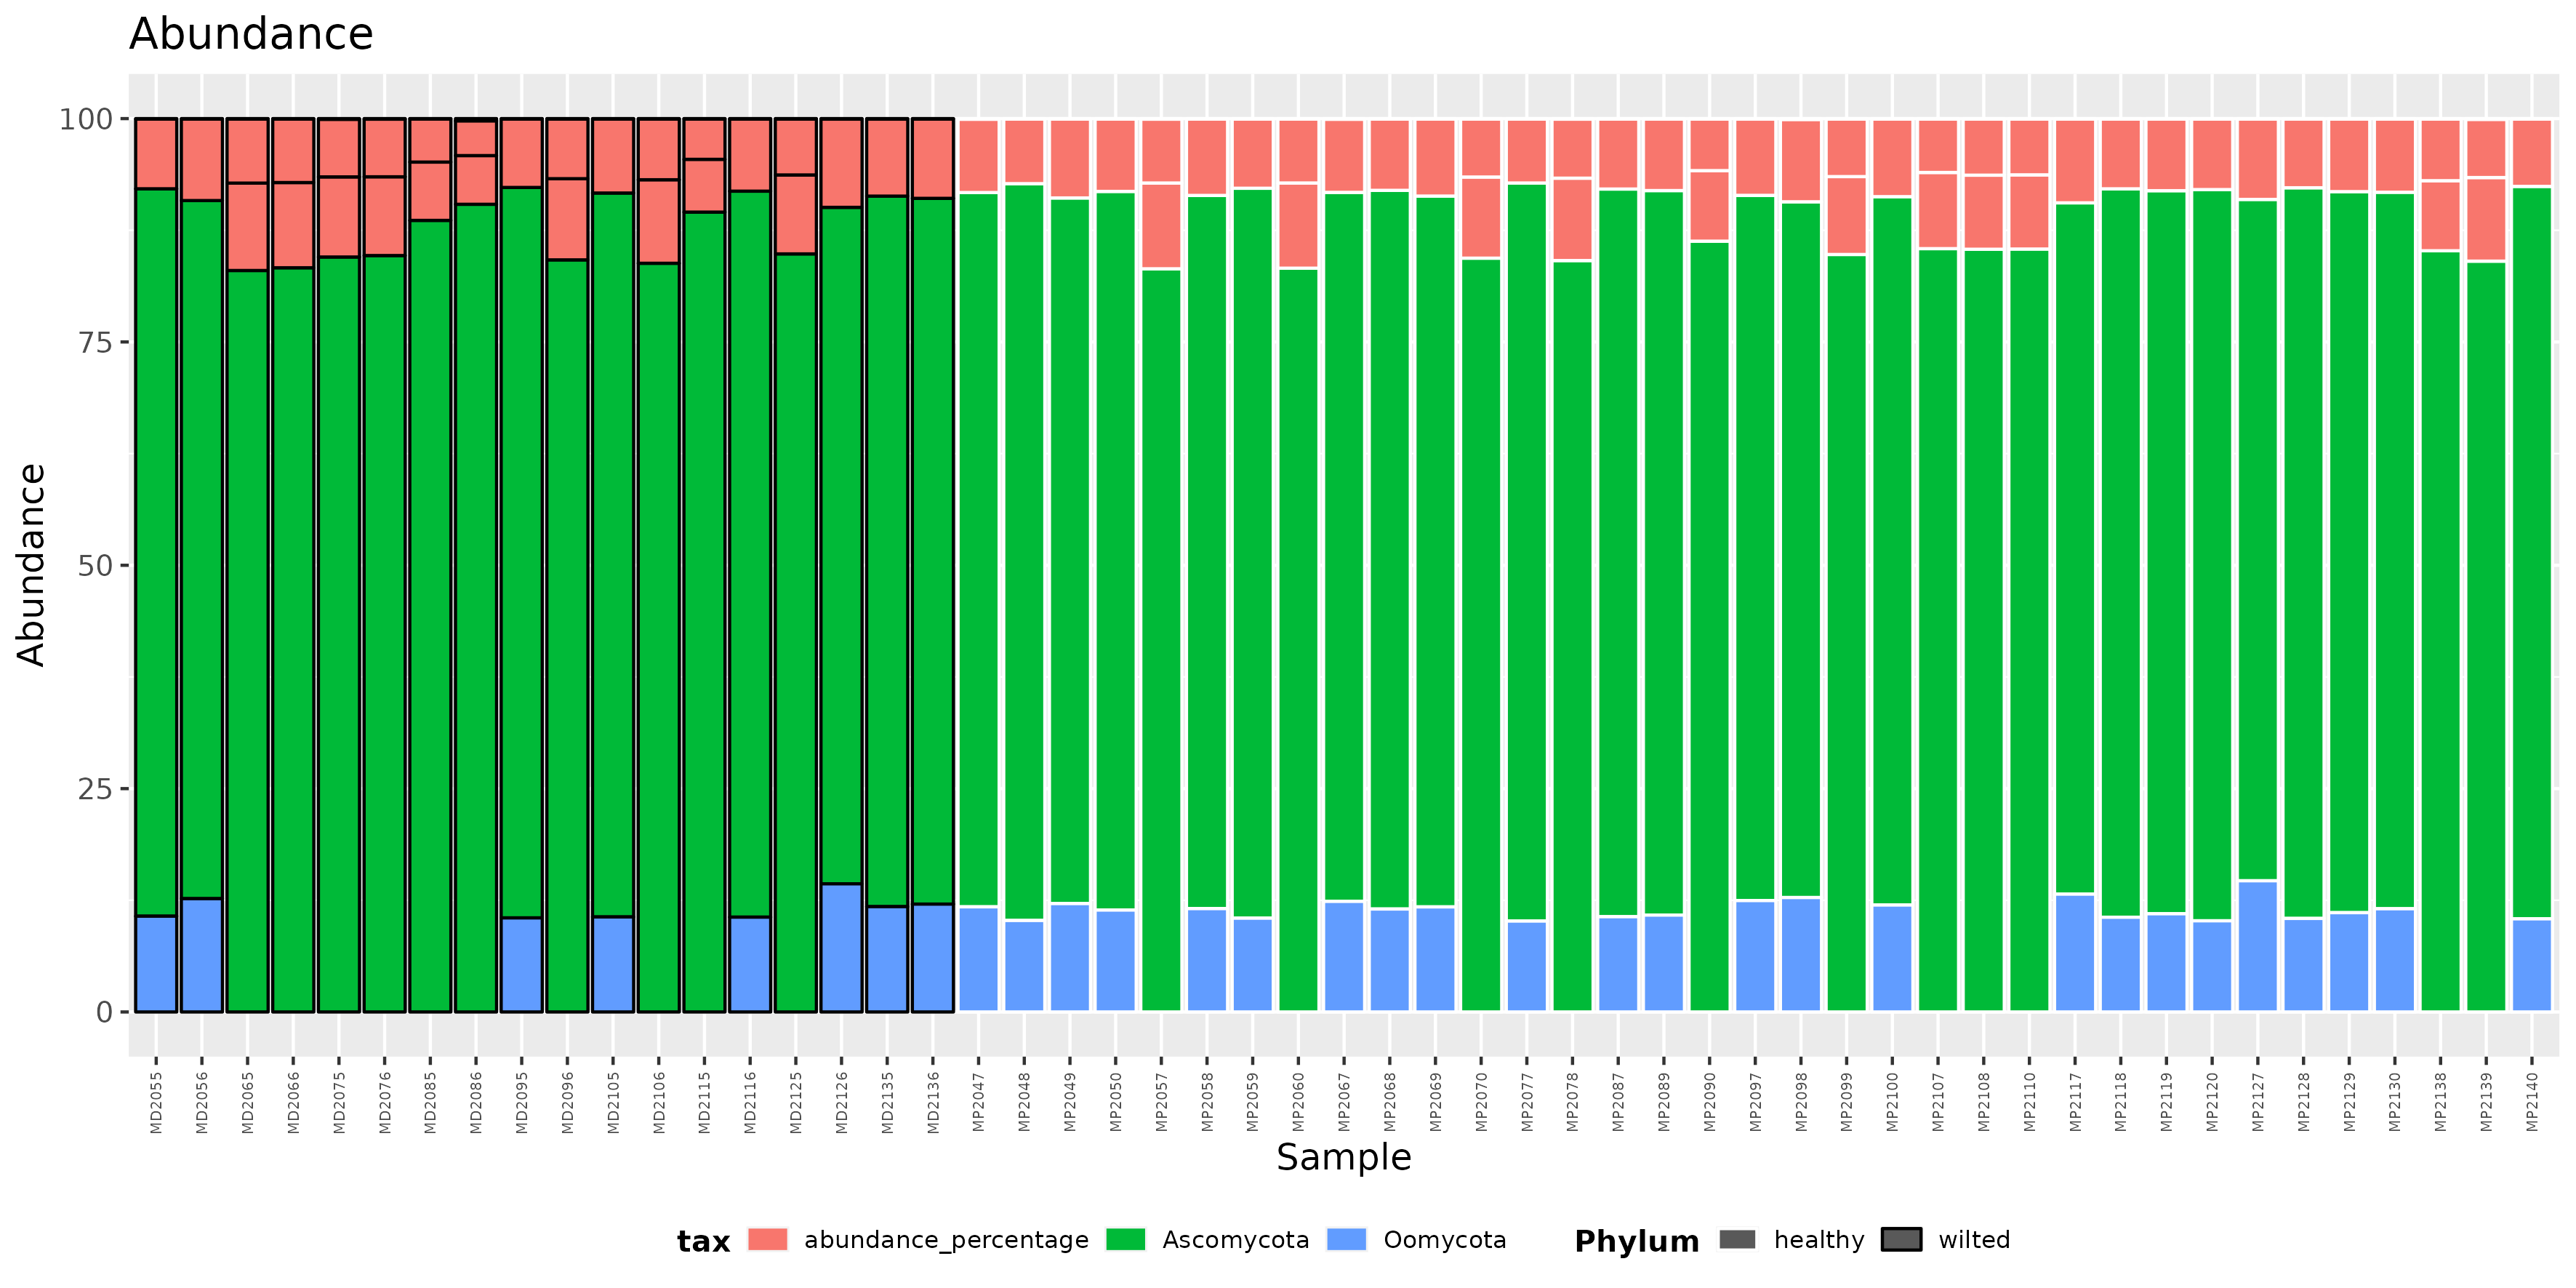 Abundance
Abundance
100
75
50
25
0
MD2055 MD2056 MD2065 MD2066 MD2075 MD2076 MD2085 MD2086 MD2095 MD2096 MD2105 MD2106 MD2115 MD2116 MD2125 MD2126 MD2135 MD2136 MP2047 MP2048 MP2049 MP2050 MP2057 MP2058 MP2059 MP2060 MP2067 MP2068 MP2069 MP2070 MP2077 MP2078 MP2087 MP2089 MP2090 MP2097 MP2098 MP2099 MP2100 MP2107 MP2108 MP2110 MP2117 MP2118 MP2119 MP2120 MP2127 MP2128 MP2129 MP2130 MP2138 MP2139 MP2140
Sample
tax abundance_percentage Ascomycota Oomycota Phylum healthy wilted